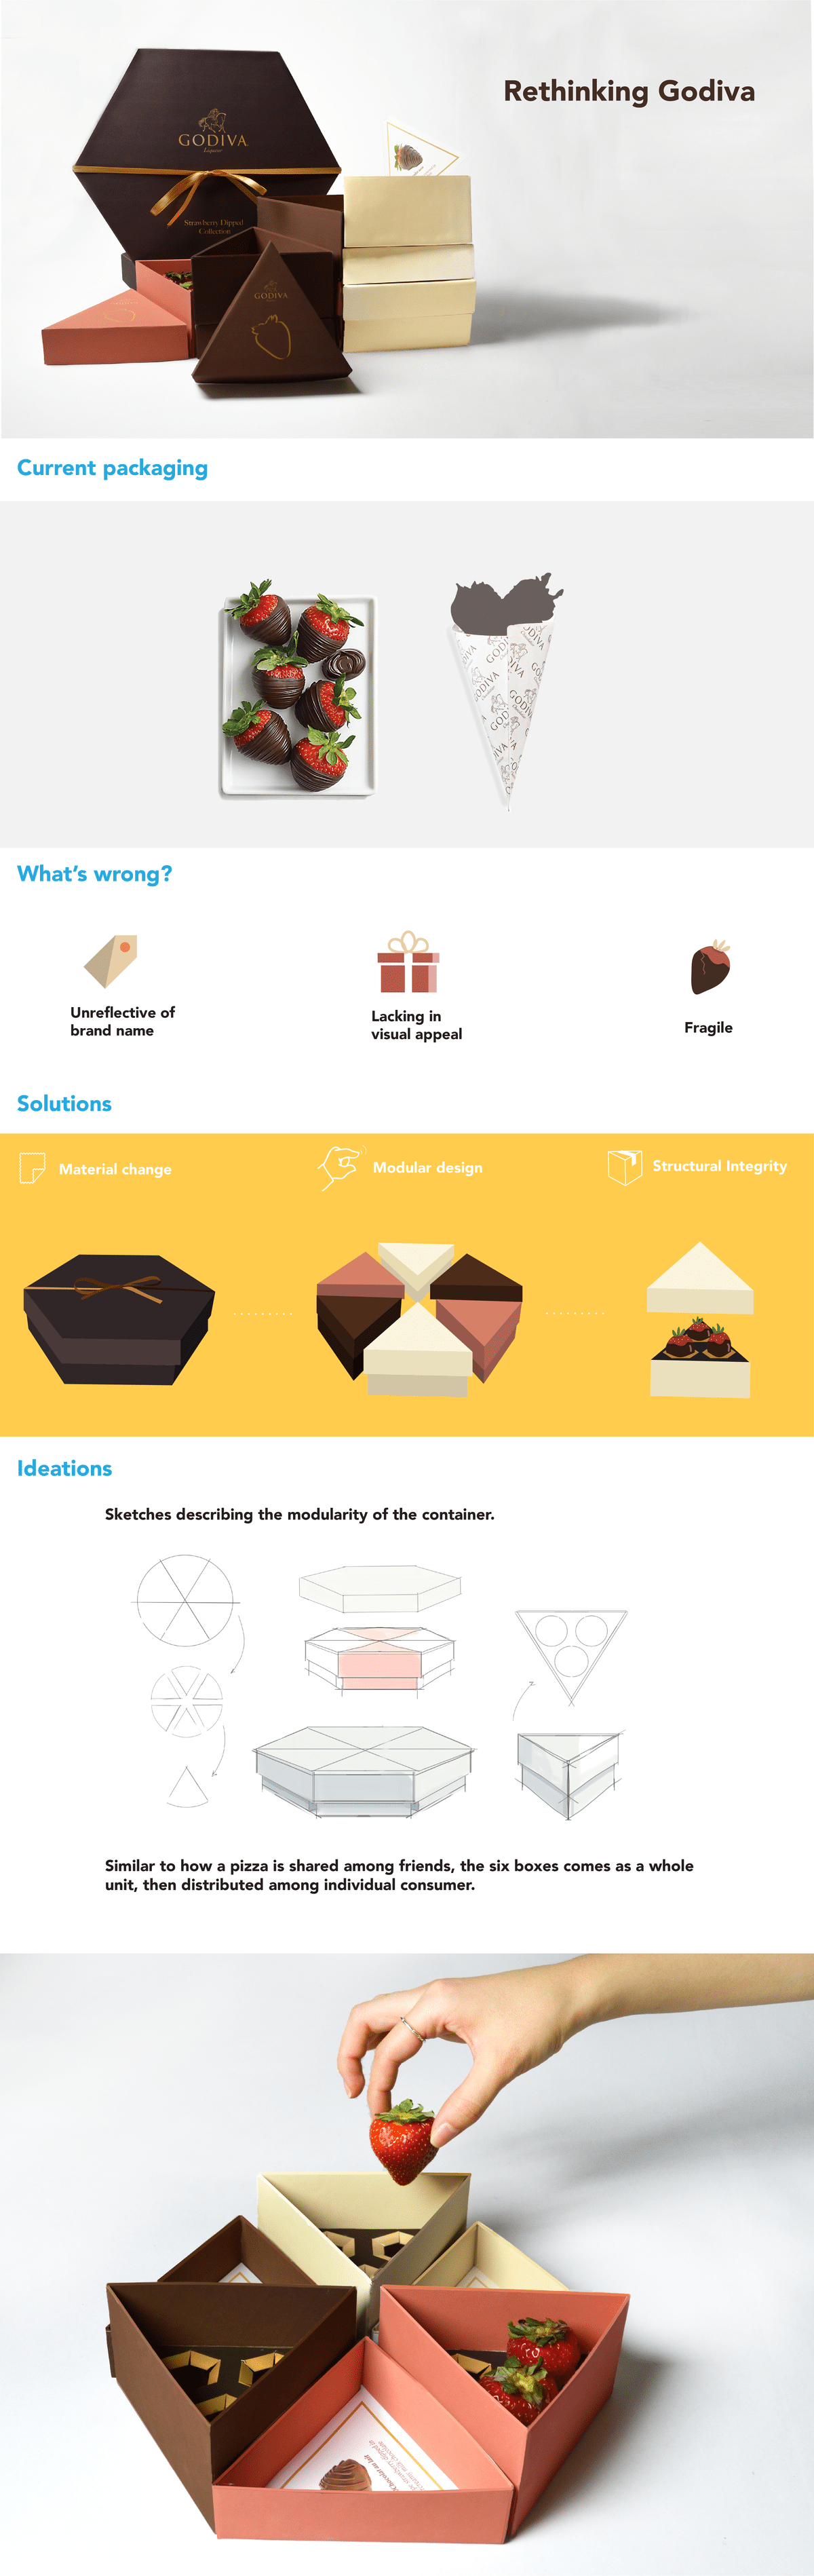 Rethinking Godiva
GODIVA
Strawberry Dipped
Collection
GODIVA
Current packaging
GODIVA
GODIVA
GODIVA
What's wrong?
Unreflective of
brand name
Lacking in
visual appeal
Fragile
Solutions
Material change
Modular design
Structural Integrity
Ideations
Sketches describing the modularity of the container.
Similar to how a pizza is shared among friends, the six boxes comes as a whole
unit, then distributed among individual consumer.